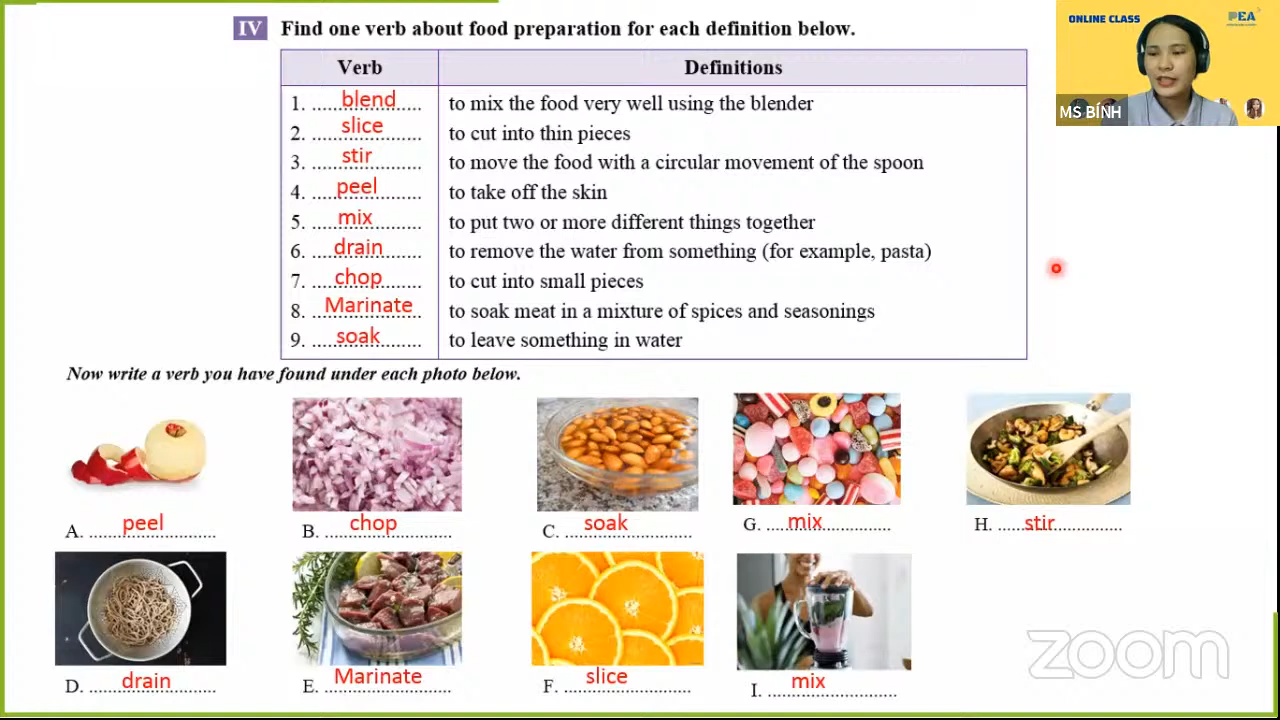 IV Find one verb about food preparation for each definition below.
ONLINE CLASS
PEA
MS BÍNH
Verb Definitions
1. .....blend..... to mix the food very well using the blender
2. .....slice..... to cut into thin pieces
3. .....stir..... to move the food with a circular movement of the spoon
4. .....peel..... to take off the skin
5. .....mix..... to put two or more different things together
6. .....drain..... to remove the water from something (for example, pasta)
7. .....chop..... to cut into small pieces
8. .....Marinate..... to soak meat in a mixture of spices and seasonings
9. .....soak..... to leave something in water
Now write a verb you have found under each photo below.
A. .....peel..... B. .....chop..... C. .....soak..... G. .....mix..... H. .....stir.....
D. .....drain..... E. .....Marinate..... F. .....slice..... I. .....mix.....
zoom